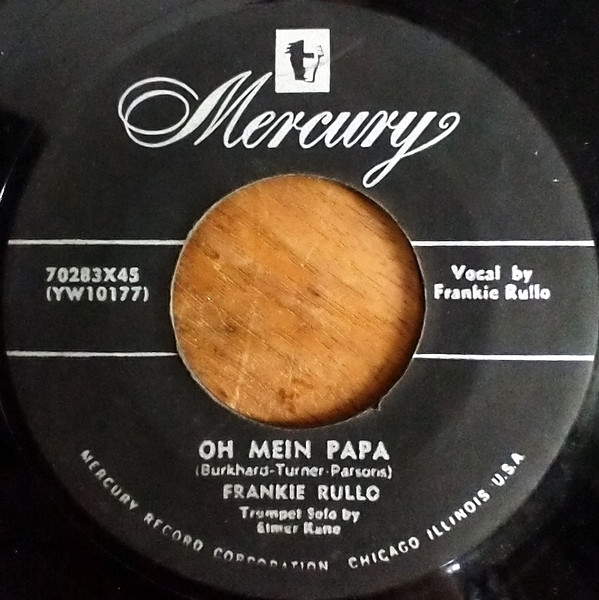 Mercury
70283X45
(YW10177)
Vocal by
Frankie Rullo
OH MEIN PAPA
(Burkhard-Turner-Parsons)
FRANKIE RULLO
Trumpet Solo by
Elmer Kane
MERCURY RECORD CORPORATION CHICAGO ILLINOIS U.S.A